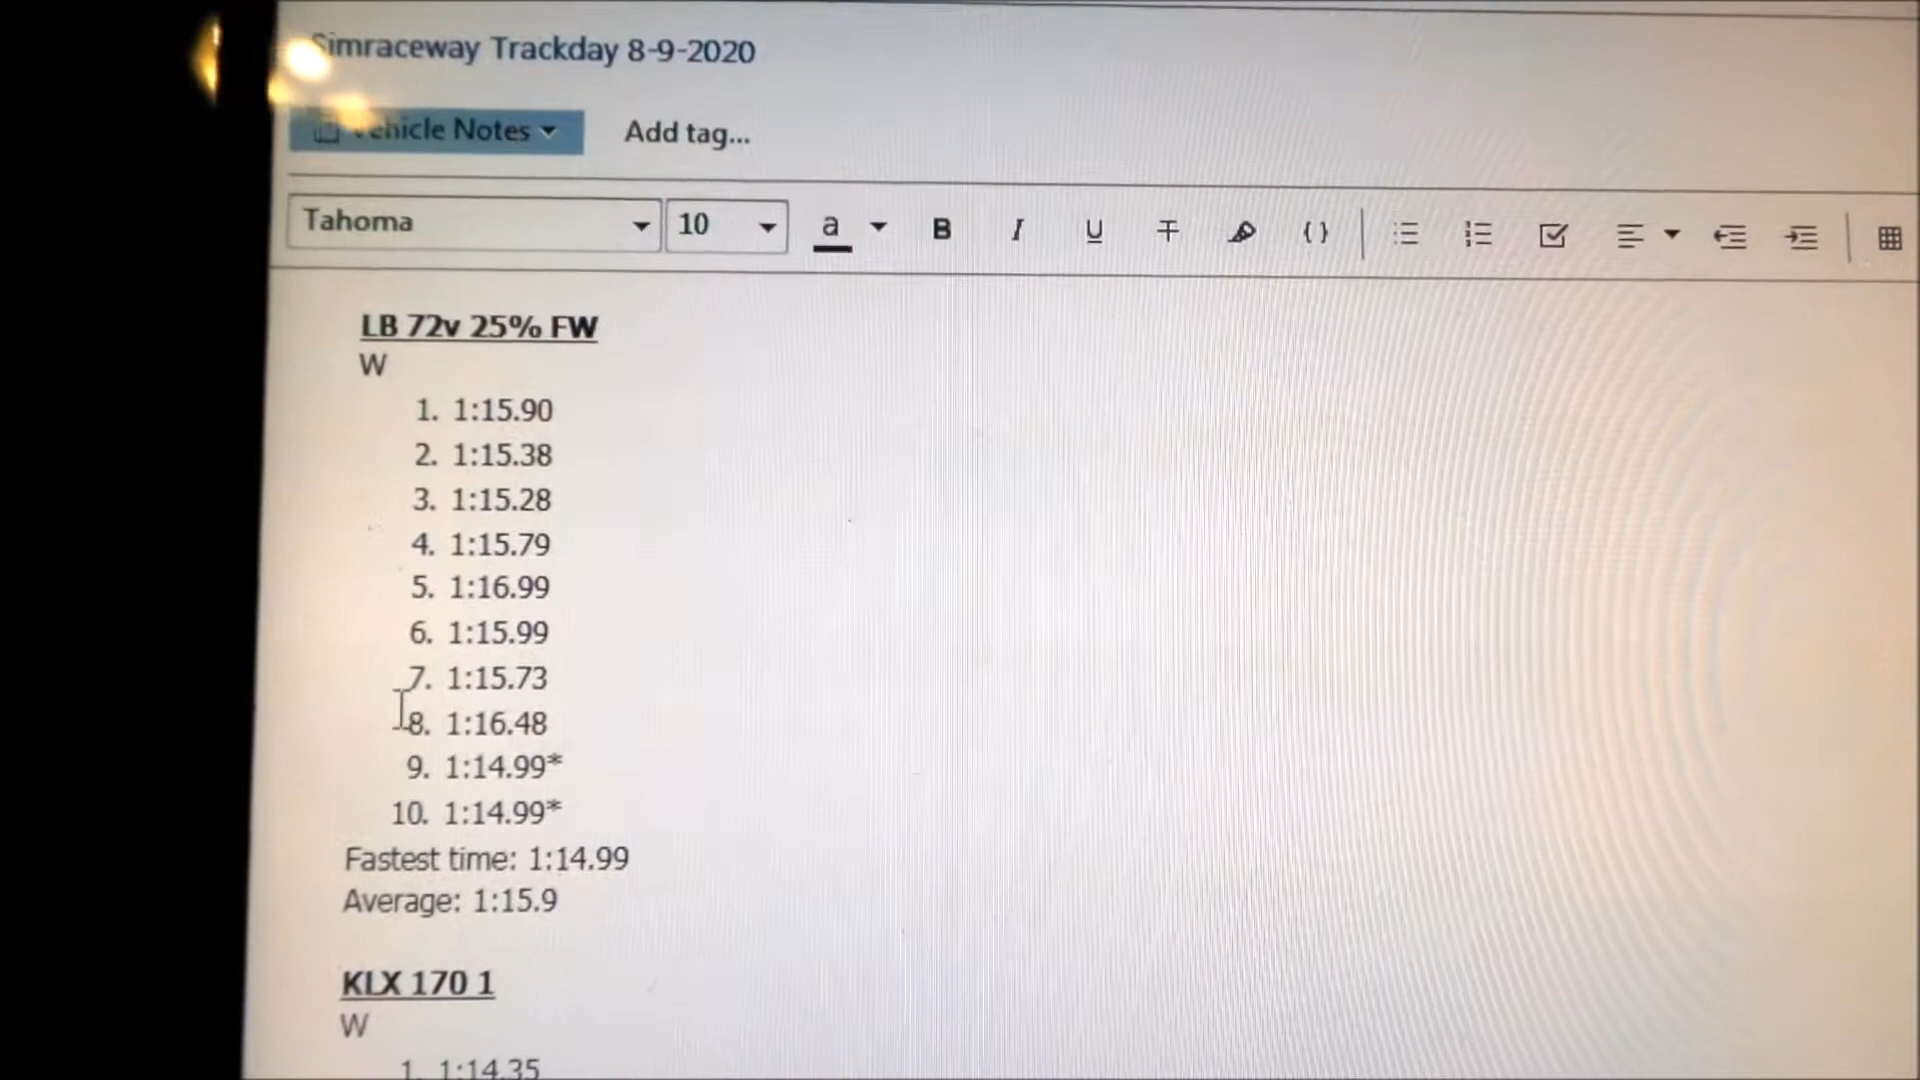 Simraceway Trackday 8-9-2020
Vehicle Notes Add tag...
Tahoma 10 a B I U T {}
LB 72v 25% FW
W
1. 1:15.90
2. 1:15.38
3. 1:15.28
4. 1:15.79
5. 1:16.99
6. 1:15.99
7. 1:15.73
8. 1:16.48
9. 1:14.99*
10. 1:14.99*
Fastest time: 1:14.99
Average: 1:15.9
KLX 170 1
W
1. 1:14.35